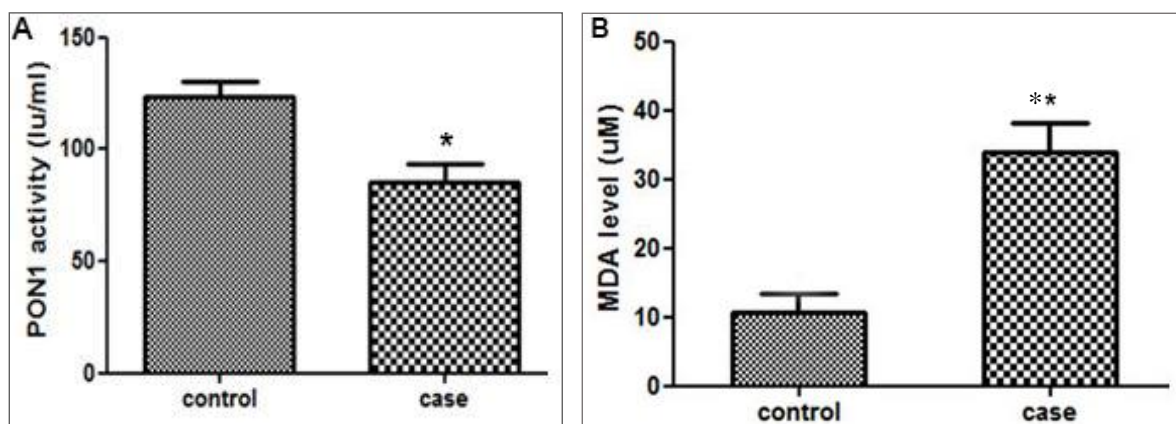 A
PON1 activity (Iu/ml)
150
100
50
0
*
control
case
B
MDA level (uM)
50
40
30
20
10
0
**
control
case